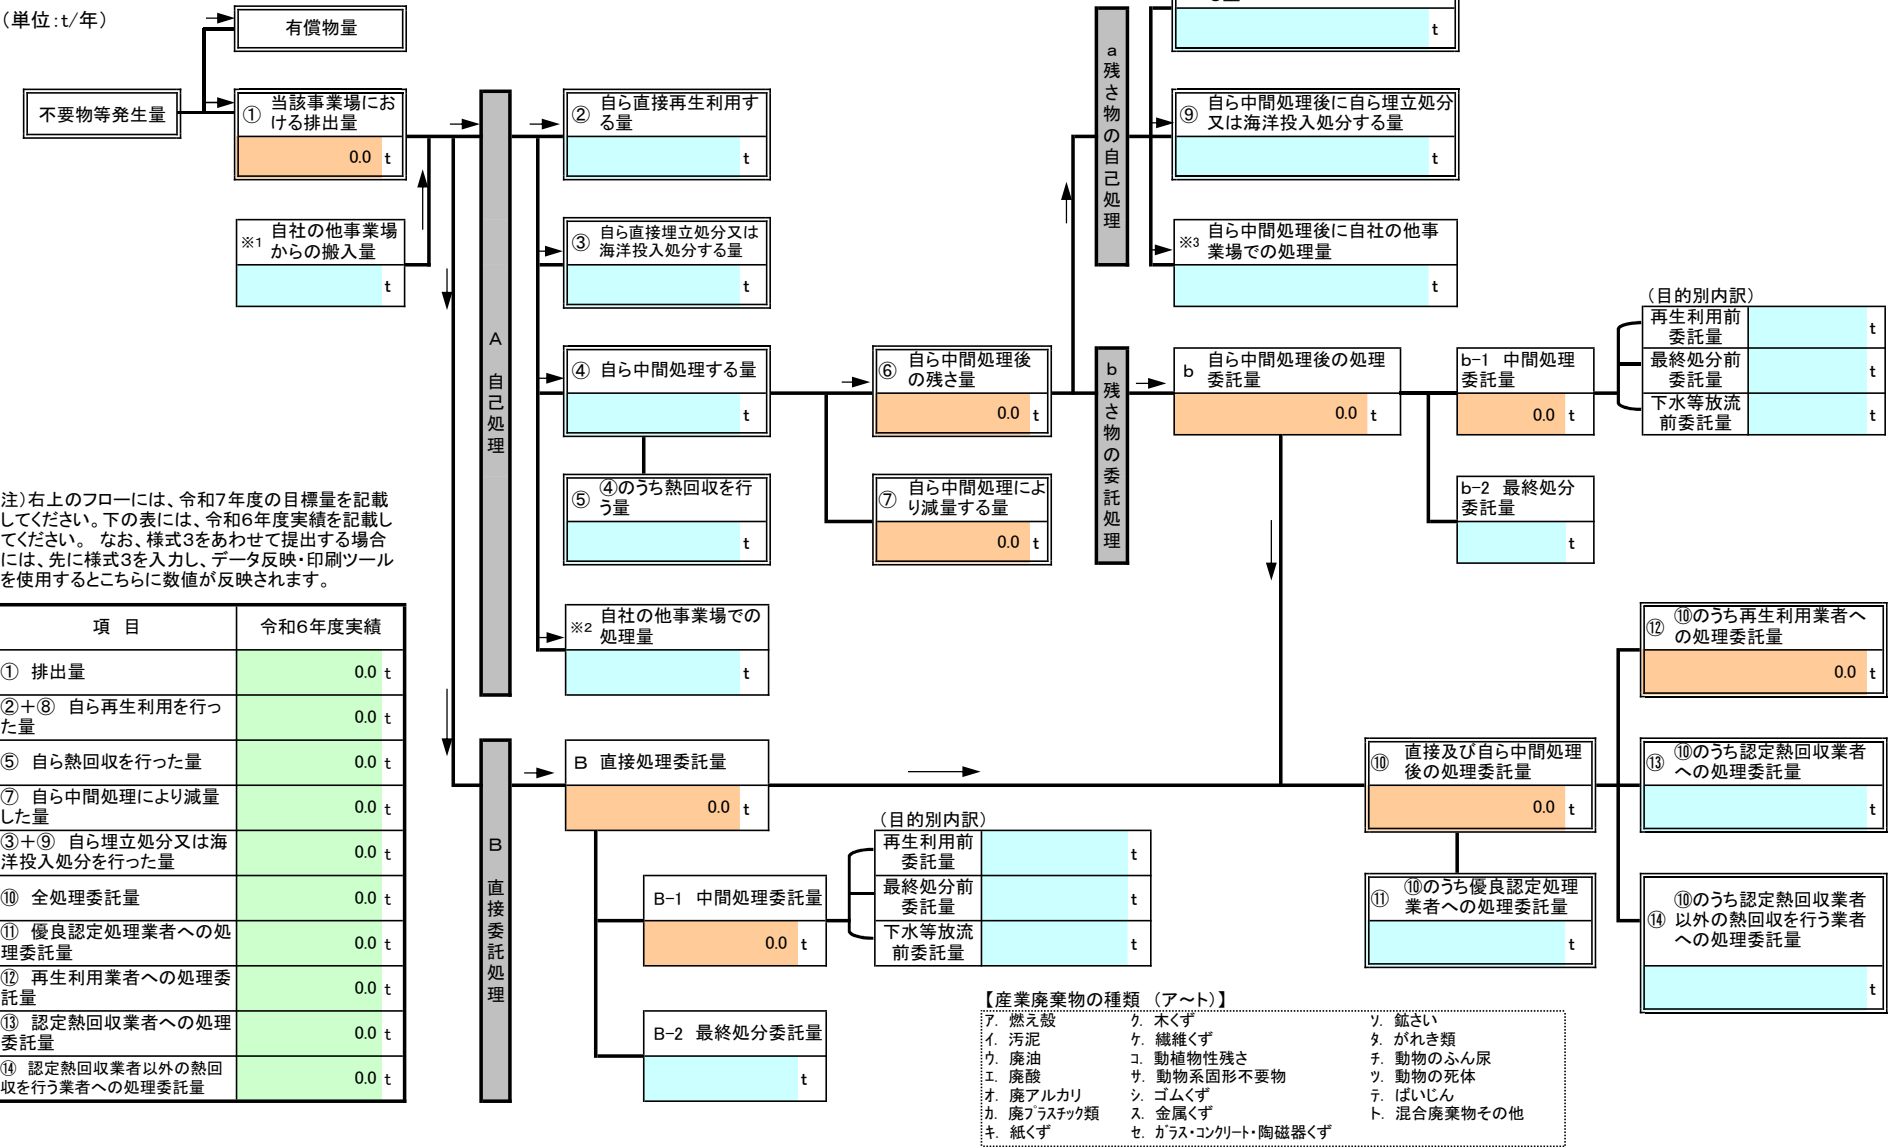 （単位：t/年）
有償物量
不要物等発生量
① 当該事業場にお
ける排出量
0.0 t
※1 自社の他事業場
からの搬入量
t
A 自己処理
② 自ら直接再生利用す
る量
t
③ 自ら直接埋立処分又は
海洋投入処分する量
t
④ 自ら中間処理する量
t
⑤ ④のうち熱回収を行
う量
t
※2 自社の他事業場での
処理量
t
⑥ 自ら中間処理後
の残さ量
0.0 t
⑦ 自ら中間処理によ
り減量する量
0.0 t
a 残さ物の自己処理
t
⑨ 自ら中間処理後に自ら埋立処分
又は海洋投入処分する量
t
※3 自ら中間処理後に自社の他事
業場での処理量
t
b 残さ物の委託処理
b 自ら中間処理後の処理
委託量
0.0 t
b-1 中間処理
委託量
0.0 t
（目的別内訳）
再生利用前
委託量
t
最終処分前
委託量
t
下水等放流
前委託量
t
b-2 最終処分
委託量
t
注）右上のフローには、令和7年度の目標量を記載
してください。下の表には、令和6年度実績を記載し
てください。 なお、様式3をあわせて提出する場合
には、先に様式3を入力し、データ反映・印刷ツール
を使用するとこちらに数値が反映されます。
項 目 令和6年度実績
① 排出量 0.0 t
②＋⑧ 自ら再生利用を行っ
た量 0.0 t
⑤ 自ら熱回収を行った量 0.0 t
⑦ 自ら中間処理により減量
した量 0.0 t
③＋⑨ 自ら埋立処分又は海
洋投入処分を行った量 0.0 t
⑩ 全処理委託量 0.0 t
⑪ 優良認定処理業者への処
理委託量 0.0 t
⑫ 再生利用業者への処理委
託量 0.0 t
⑬ 認定熱回収業者への処理
委託量 0.0 t
⑭ 認定熱回収業者以外の熱回
収を行う業者への処理委託量 0.0 t
B 直接委託処理
B 直接処理委託量
0.0 t
B-1 中間処理委託量
0.0 t
（目的別内訳）
再生利用前
委託量
t
最終処分前
委託量
t
下水等放流
前委託量
t
B-2 最終処分委託量
t
⑩ 直接及び自ら中間処理
後の処理委託量
0.0 t
⑪ ⑩のうち優良認定処理
業者への処理委託量
t
⑫ ⑩のうち再生利用業者へ
の処理委託量
0.0 t
⑬ ⑩のうち認定熱回収業者
への処理委託量
t
⑭ ⑩のうち認定熱回収業者
以外の熱回収を行う業者
への処理委託量
t
【産業廃棄物の種類 （ア～ト）】
ア. 燃え殻 ク. 木くず ソ. 鉱さい
イ. 汚泥 ケ. 繊維くず タ. がれき類
ウ. 廃油 コ. 動植物性残さ チ. 動物のふん尿
エ. 廃酸 サ. 動物系固形不要物 ツ. 動物の死体
オ. 廃アルカリ シ. ゴムくず テ. ばいじん
カ. 廃プラスチック類 ス. 金属くず ト. 混合廃棄物その他
キ. 紙くず セ. ガラス・コンクリート・陶磁器くず